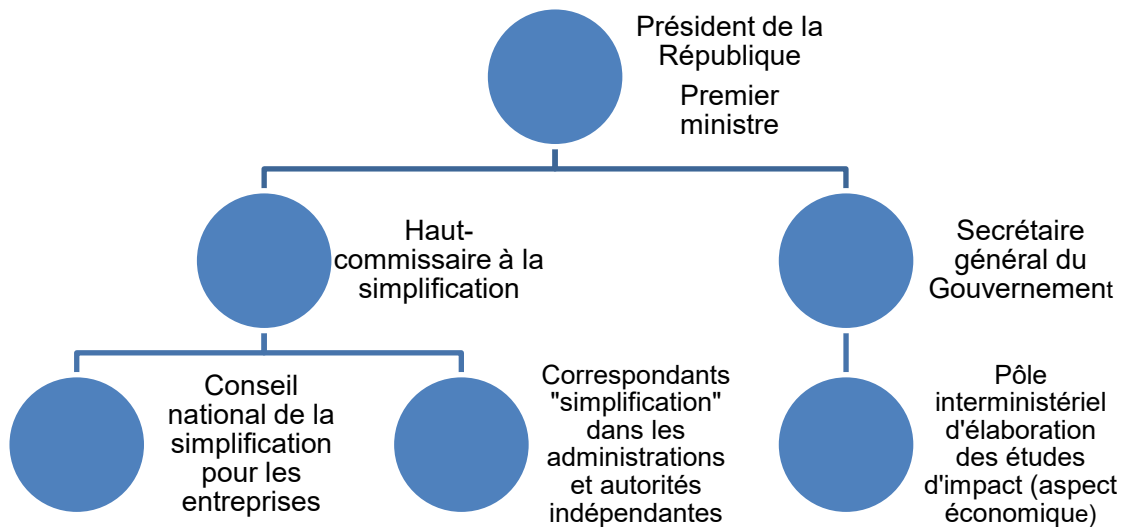 Président de la
République
Premier
ministre
Haut-
commissaire à la
simplification
Secrétaire
général du
Gouvernement
Conseil
national de la
simplification
pour les
entreprises
Correspondants
"simplification"
dans les
administrations
et autorités
indépendantes
Pôle
interministériel
d'élaboration
des études
d'impact (aspect
économique)